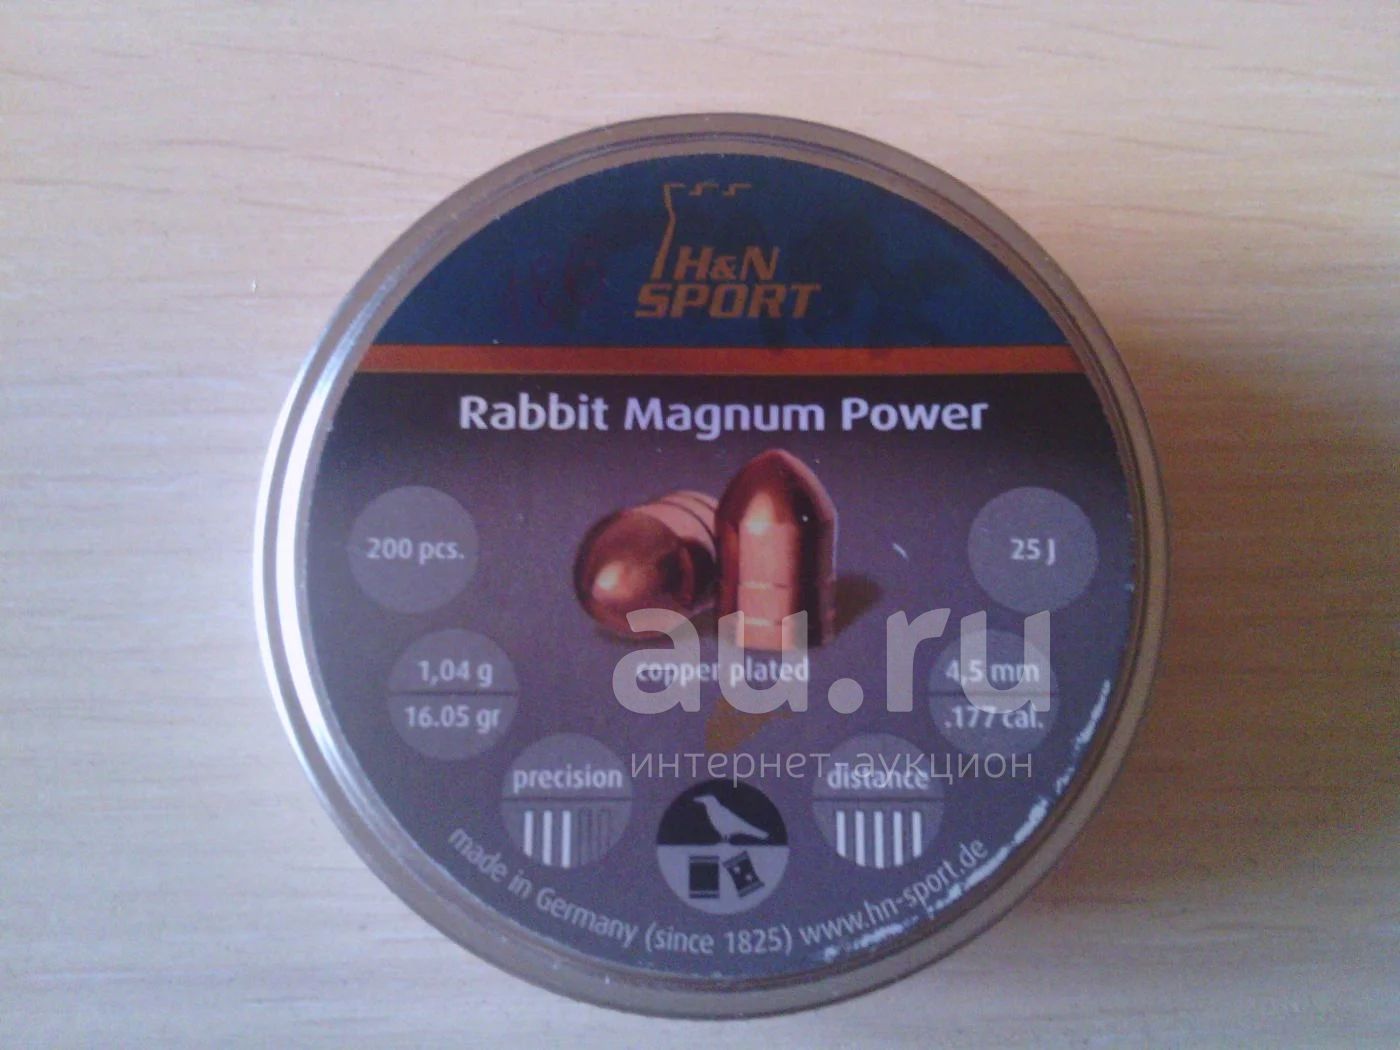 H&N
SPORT
Rabbit Magnum Power
200 pcs.
25 J
1,04 g
16.05 gr
copper plated
4,5 mm
.177 cal.
au.ru
интернет-аукцион
precision
distance
made in Germany (since 1825) www.hn-sport.de